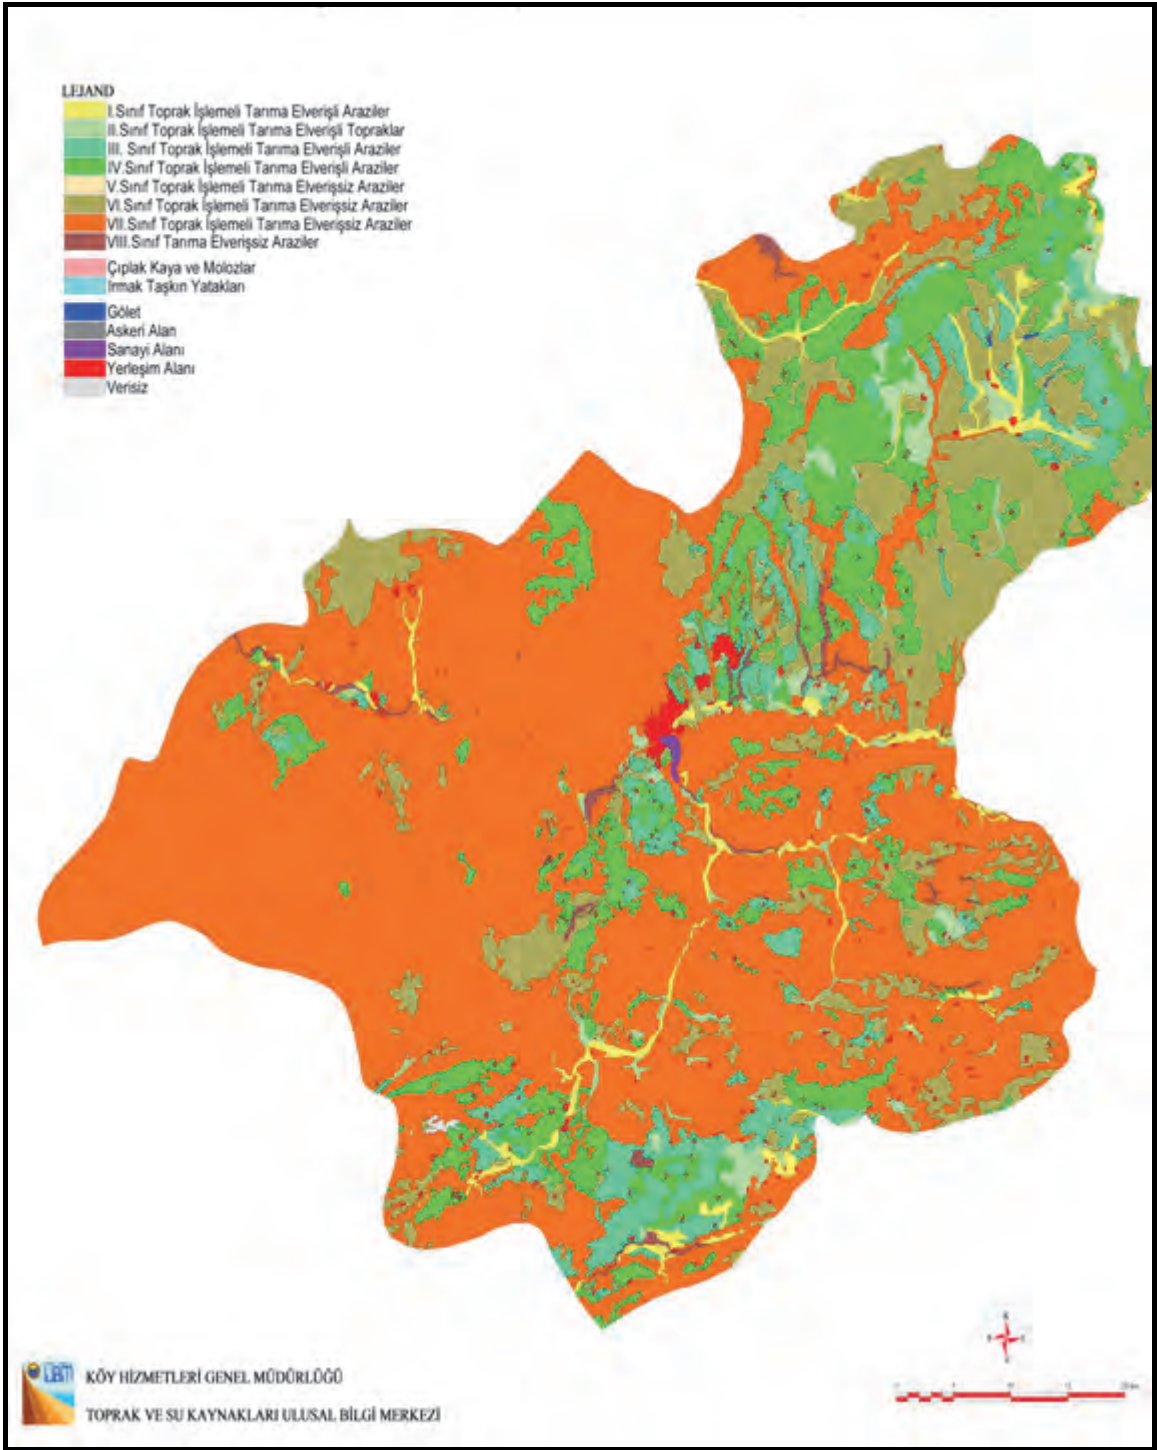 LEJAND
I.Sınıf Toprak İşlemeli Tarıma Elverişli Araziler
II.Sınıf Toprak İşlemeli Tarıma Elverişli Topraklar
III. Sınıf Toprak İşlemeli Tarıma Elverişli Araziler
IV.Sınıf Toprak İşlemeli Tarıma Elverişli Araziler
V.Sınıf Toprak İşlemeli Tarıma Elverişsiz Araziler
VI.Sınıf Toprak İşlemeli Tarıma Elverişsiz Araziler
VII.Sınıf Toprak İşlemeli Tarıma Elverişsiz Araziler
VIII.Sınıf Tarıma Elverişsiz Araziler
Çıplak Kaya ve Molozlar
Irmak Taşkın Yatakları
Gölet
Askeri Alan
Sanayi Alanı
Yerleşim Alanı
Verisiz
KÖY HİZMETLERİ GENEL MÜDÜRLÜĞÜ
TOPRAK VE SU KAYNAKLARI ULUSAL BİLGİ MERKEZİ